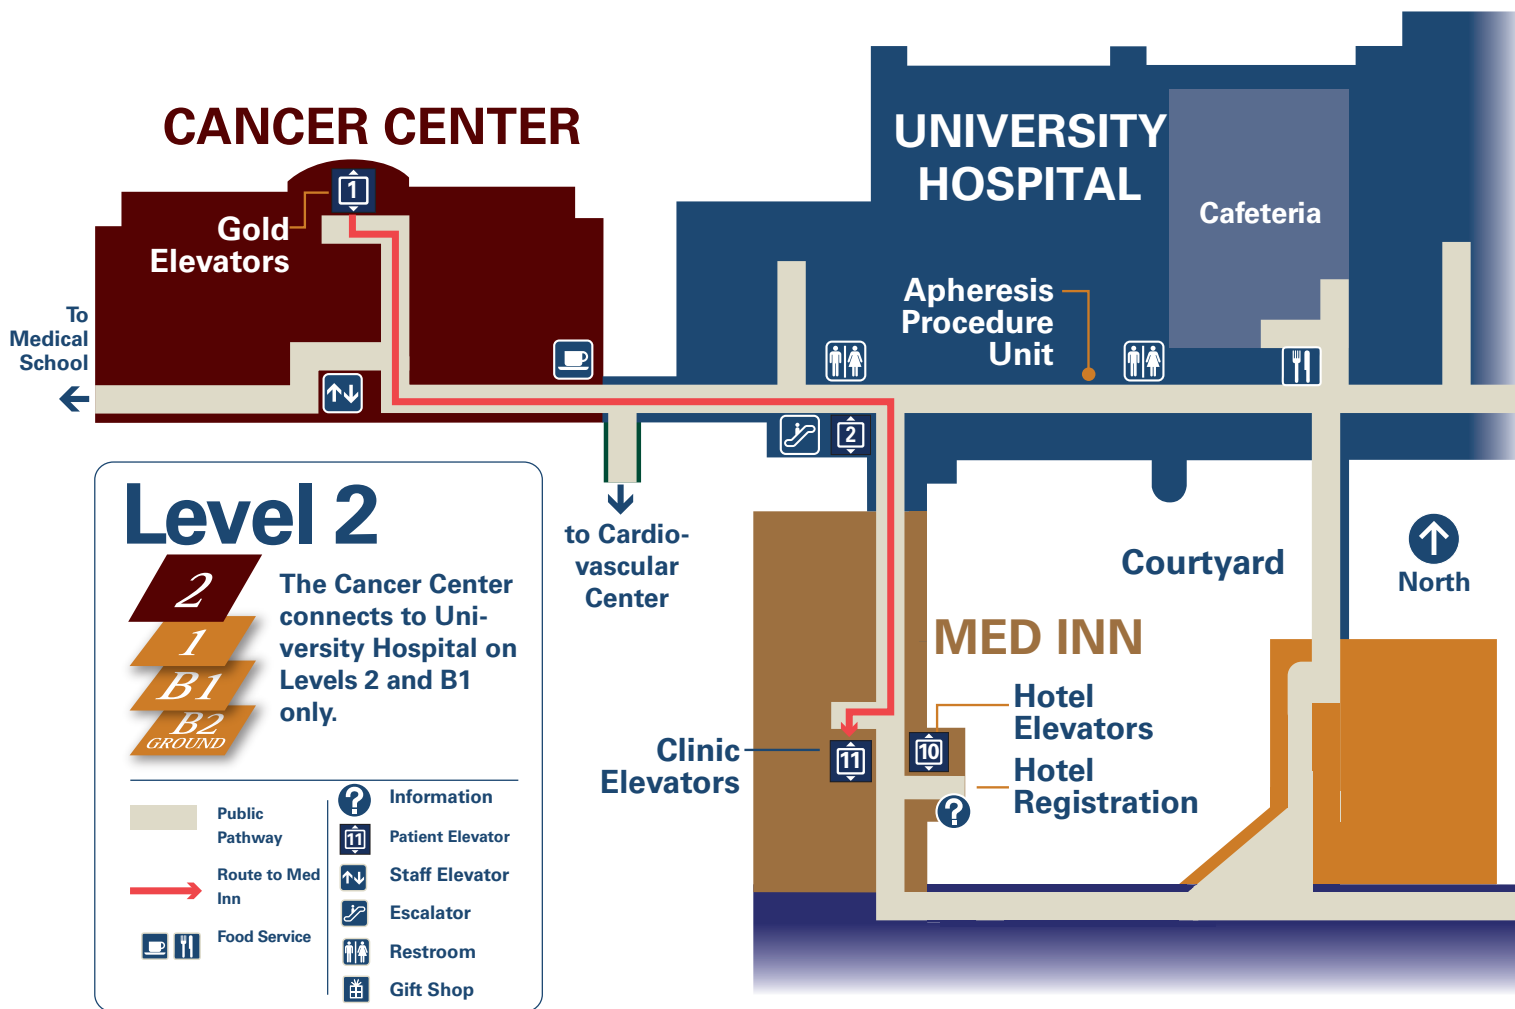 CANCER CENTER
1
Gold
Elevators
To
Medical
School
UNIVERSITY
HOSPITAL
Cafeteria
Apheresis
Procedure
Unit
2
to Cardio-
vascular
Center
Courtyard
North
MED INN
Hotel
Elevators
10
Hotel
Registration
?
Clinic
Elevators
11
Level 2
2
1
B1
B2
GROUND
The Cancer Center
connects to Uni-
versity Hospital on
Levels 2 and B1
only.
Public
Pathway
Route to Med
Inn
Food Service
?
Information
11
Patient Elevator
Staff Elevator
Escalator
Restroom
Gift Shop